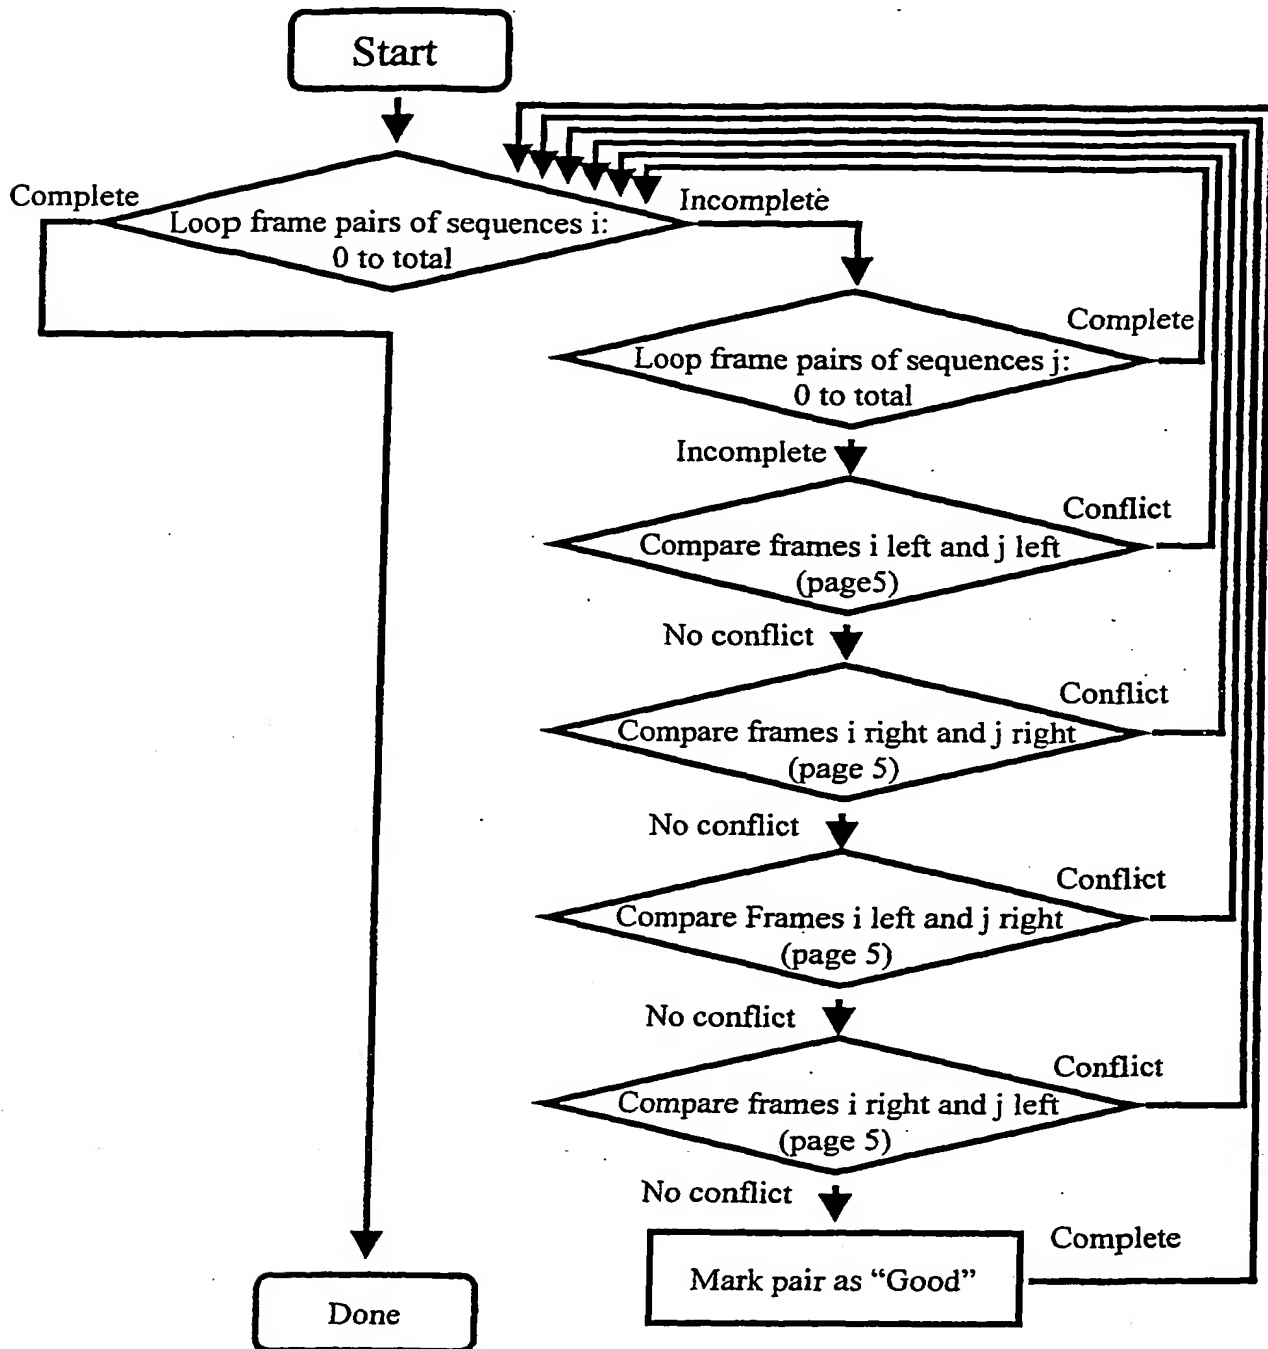 Start
Complete
Incomplete
Loop frame pairs of sequences i:
0 to total
Complete
Loop frame pairs of sequences j:
0 to total
Incomplete
Conflict
Compare frames i left and j left
(page5)
No conflict
Conflict
Compare frames i right and j right
(page 5)
No conflict
Conflict
Compare Frames i left and j right
(page 5)
No conflict
Conflict
Compare frames i right and j left
(page 5)
No conflict
Complete
Mark pair as “Good”
Done